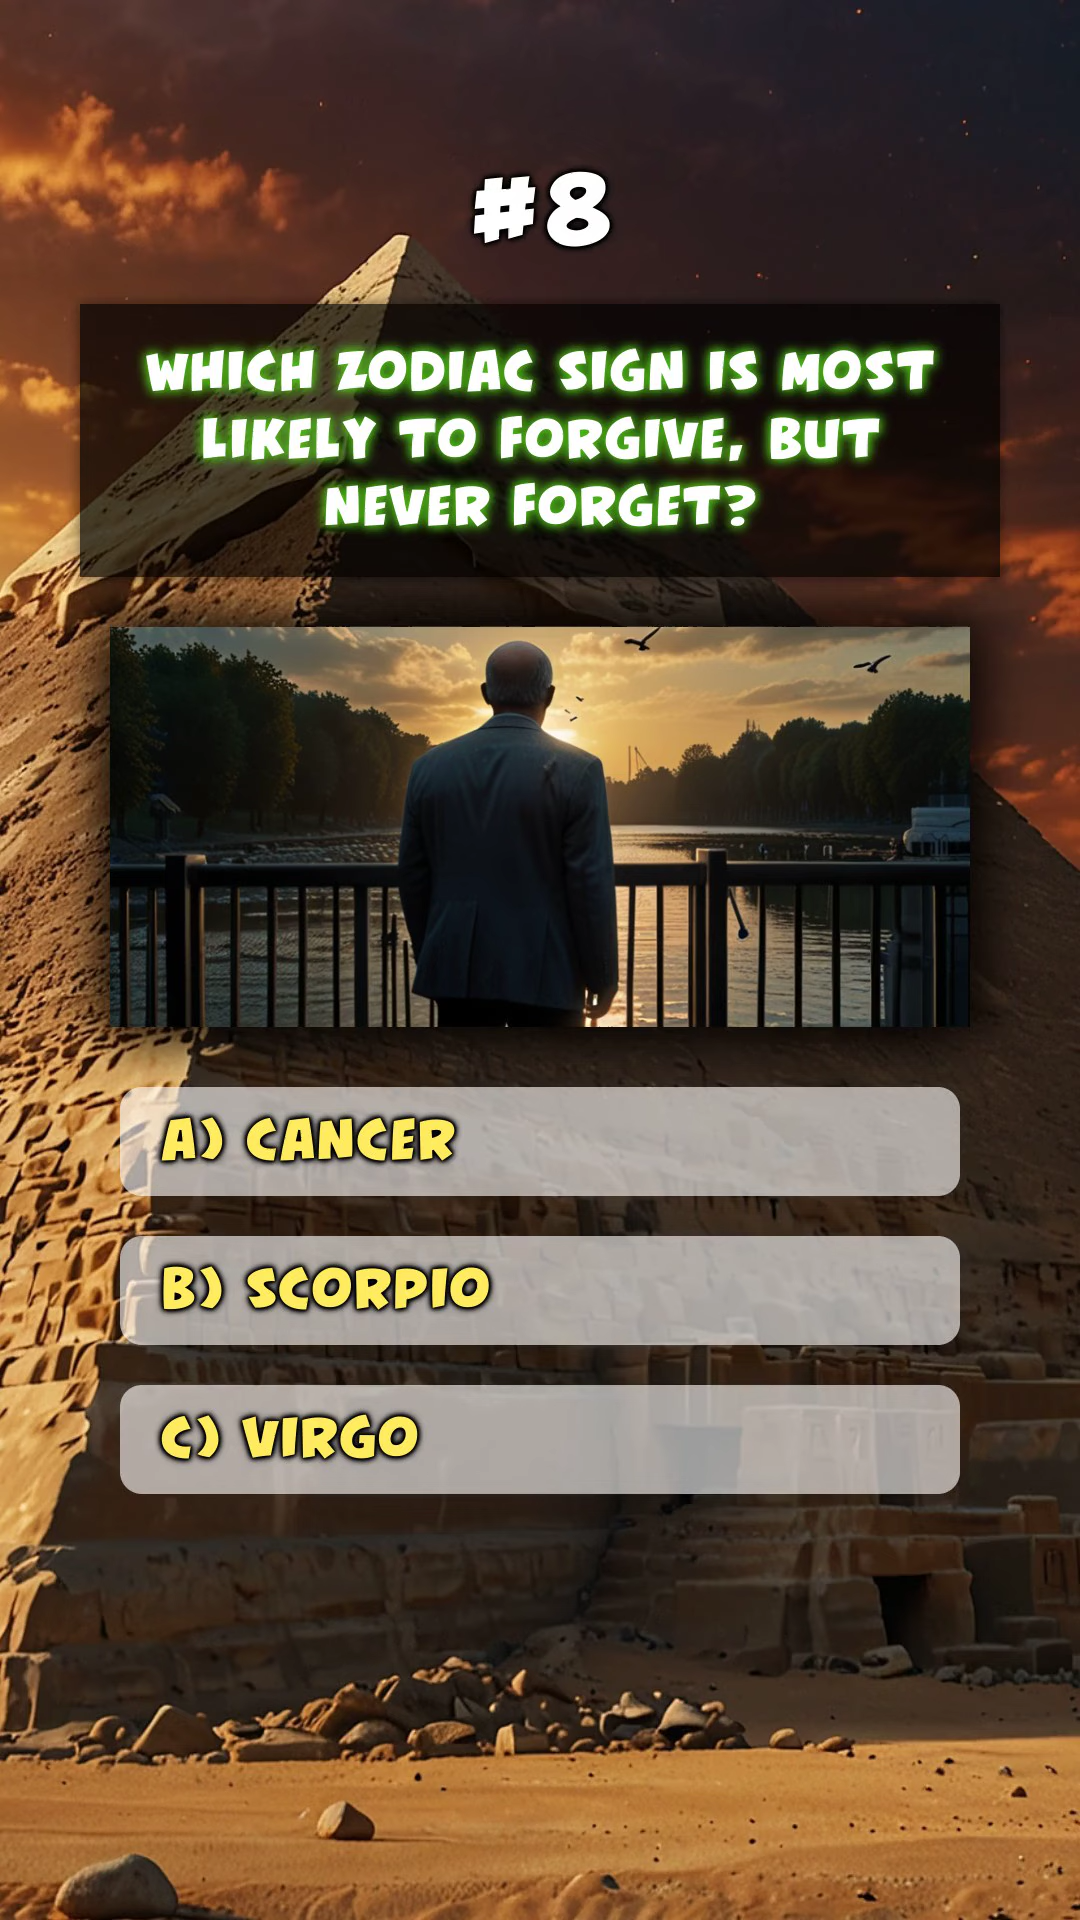 #8
WHICH ZODIAC SIGN IS MOST
LIKELY TO FORGIVE, BUT
NEVER FORGET?
A) CANCER
B) SCORPIO
C) VIRGO